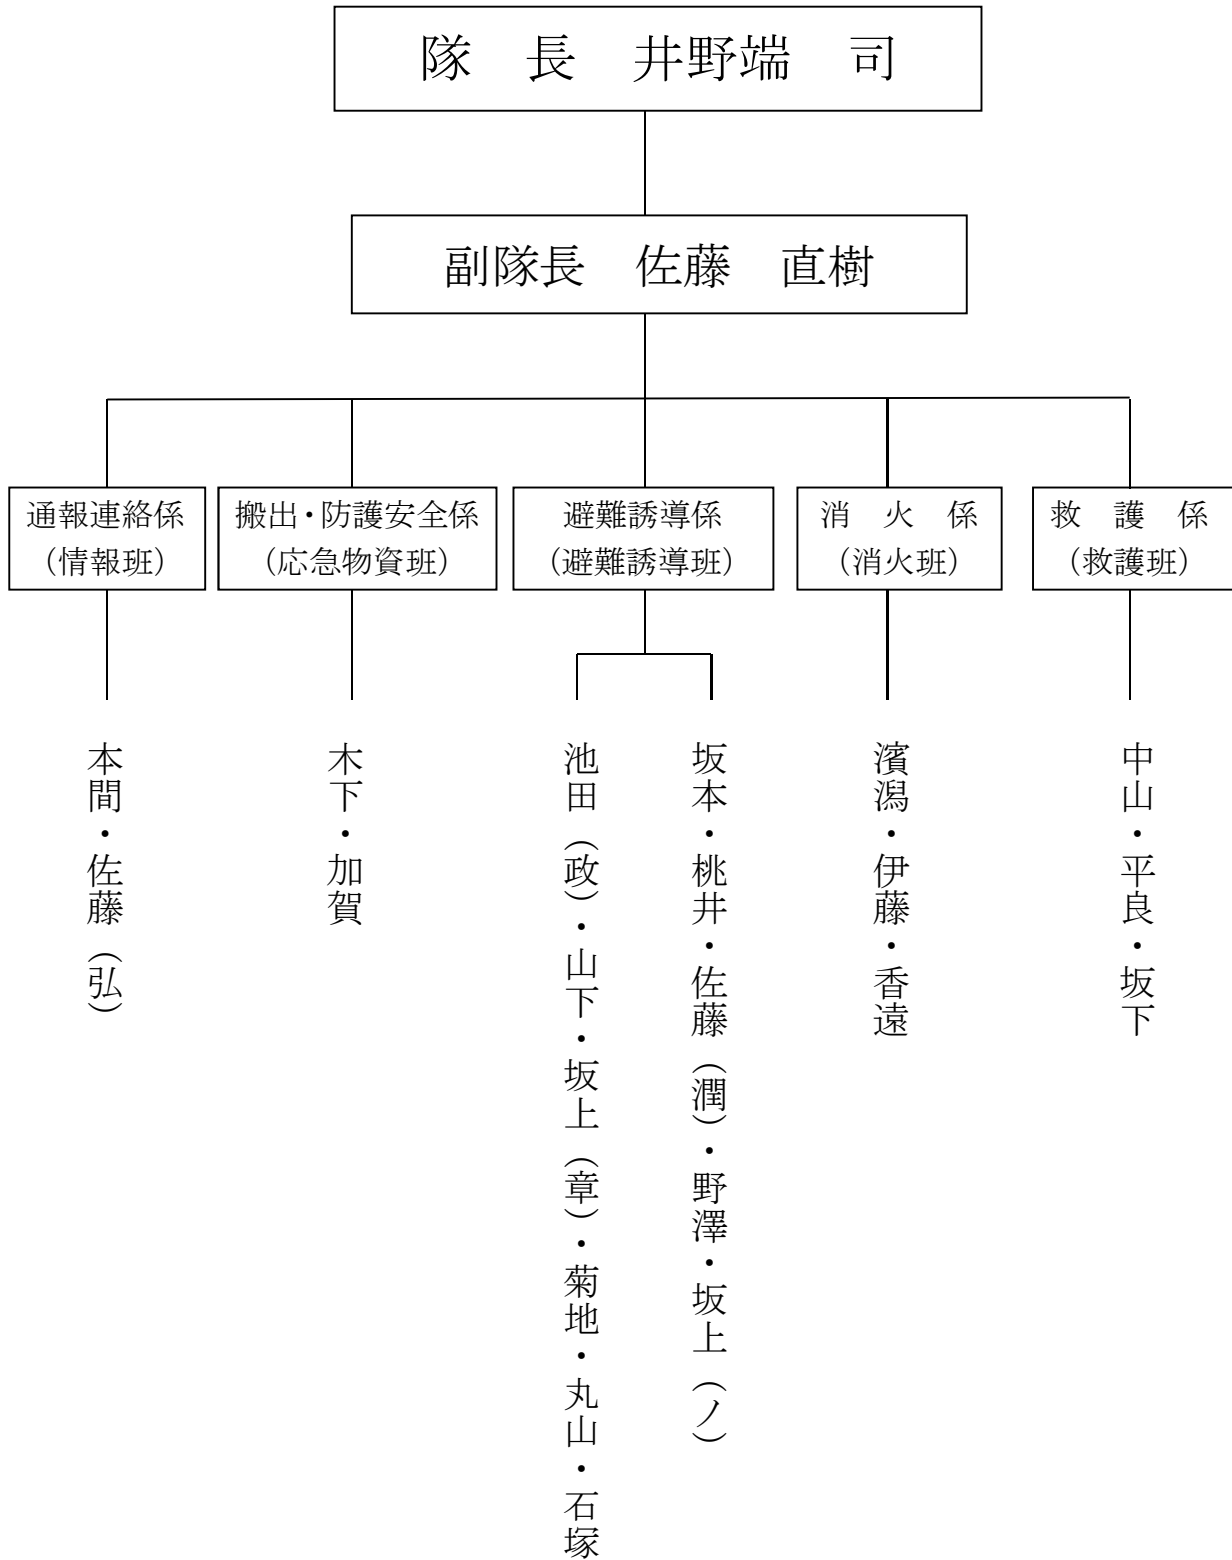 隊　長　井野端　司
副隊長　佐藤　直樹
通報連絡係
（情報班）
搬出・防護安全係
（応急物資班）
避難誘導係
（避難誘導班）
消　火　係
（消火班）
救　護　係
（救護班）
本間・佐藤（弘）
木下・加賀
池田（政）・山下・坂上（章）・菊地・丸山・石塚
坂本・桃井・佐藤（潤）・野澤・坂上（ノ）
濱潟・伊藤・香遠
中山・平良・坂下